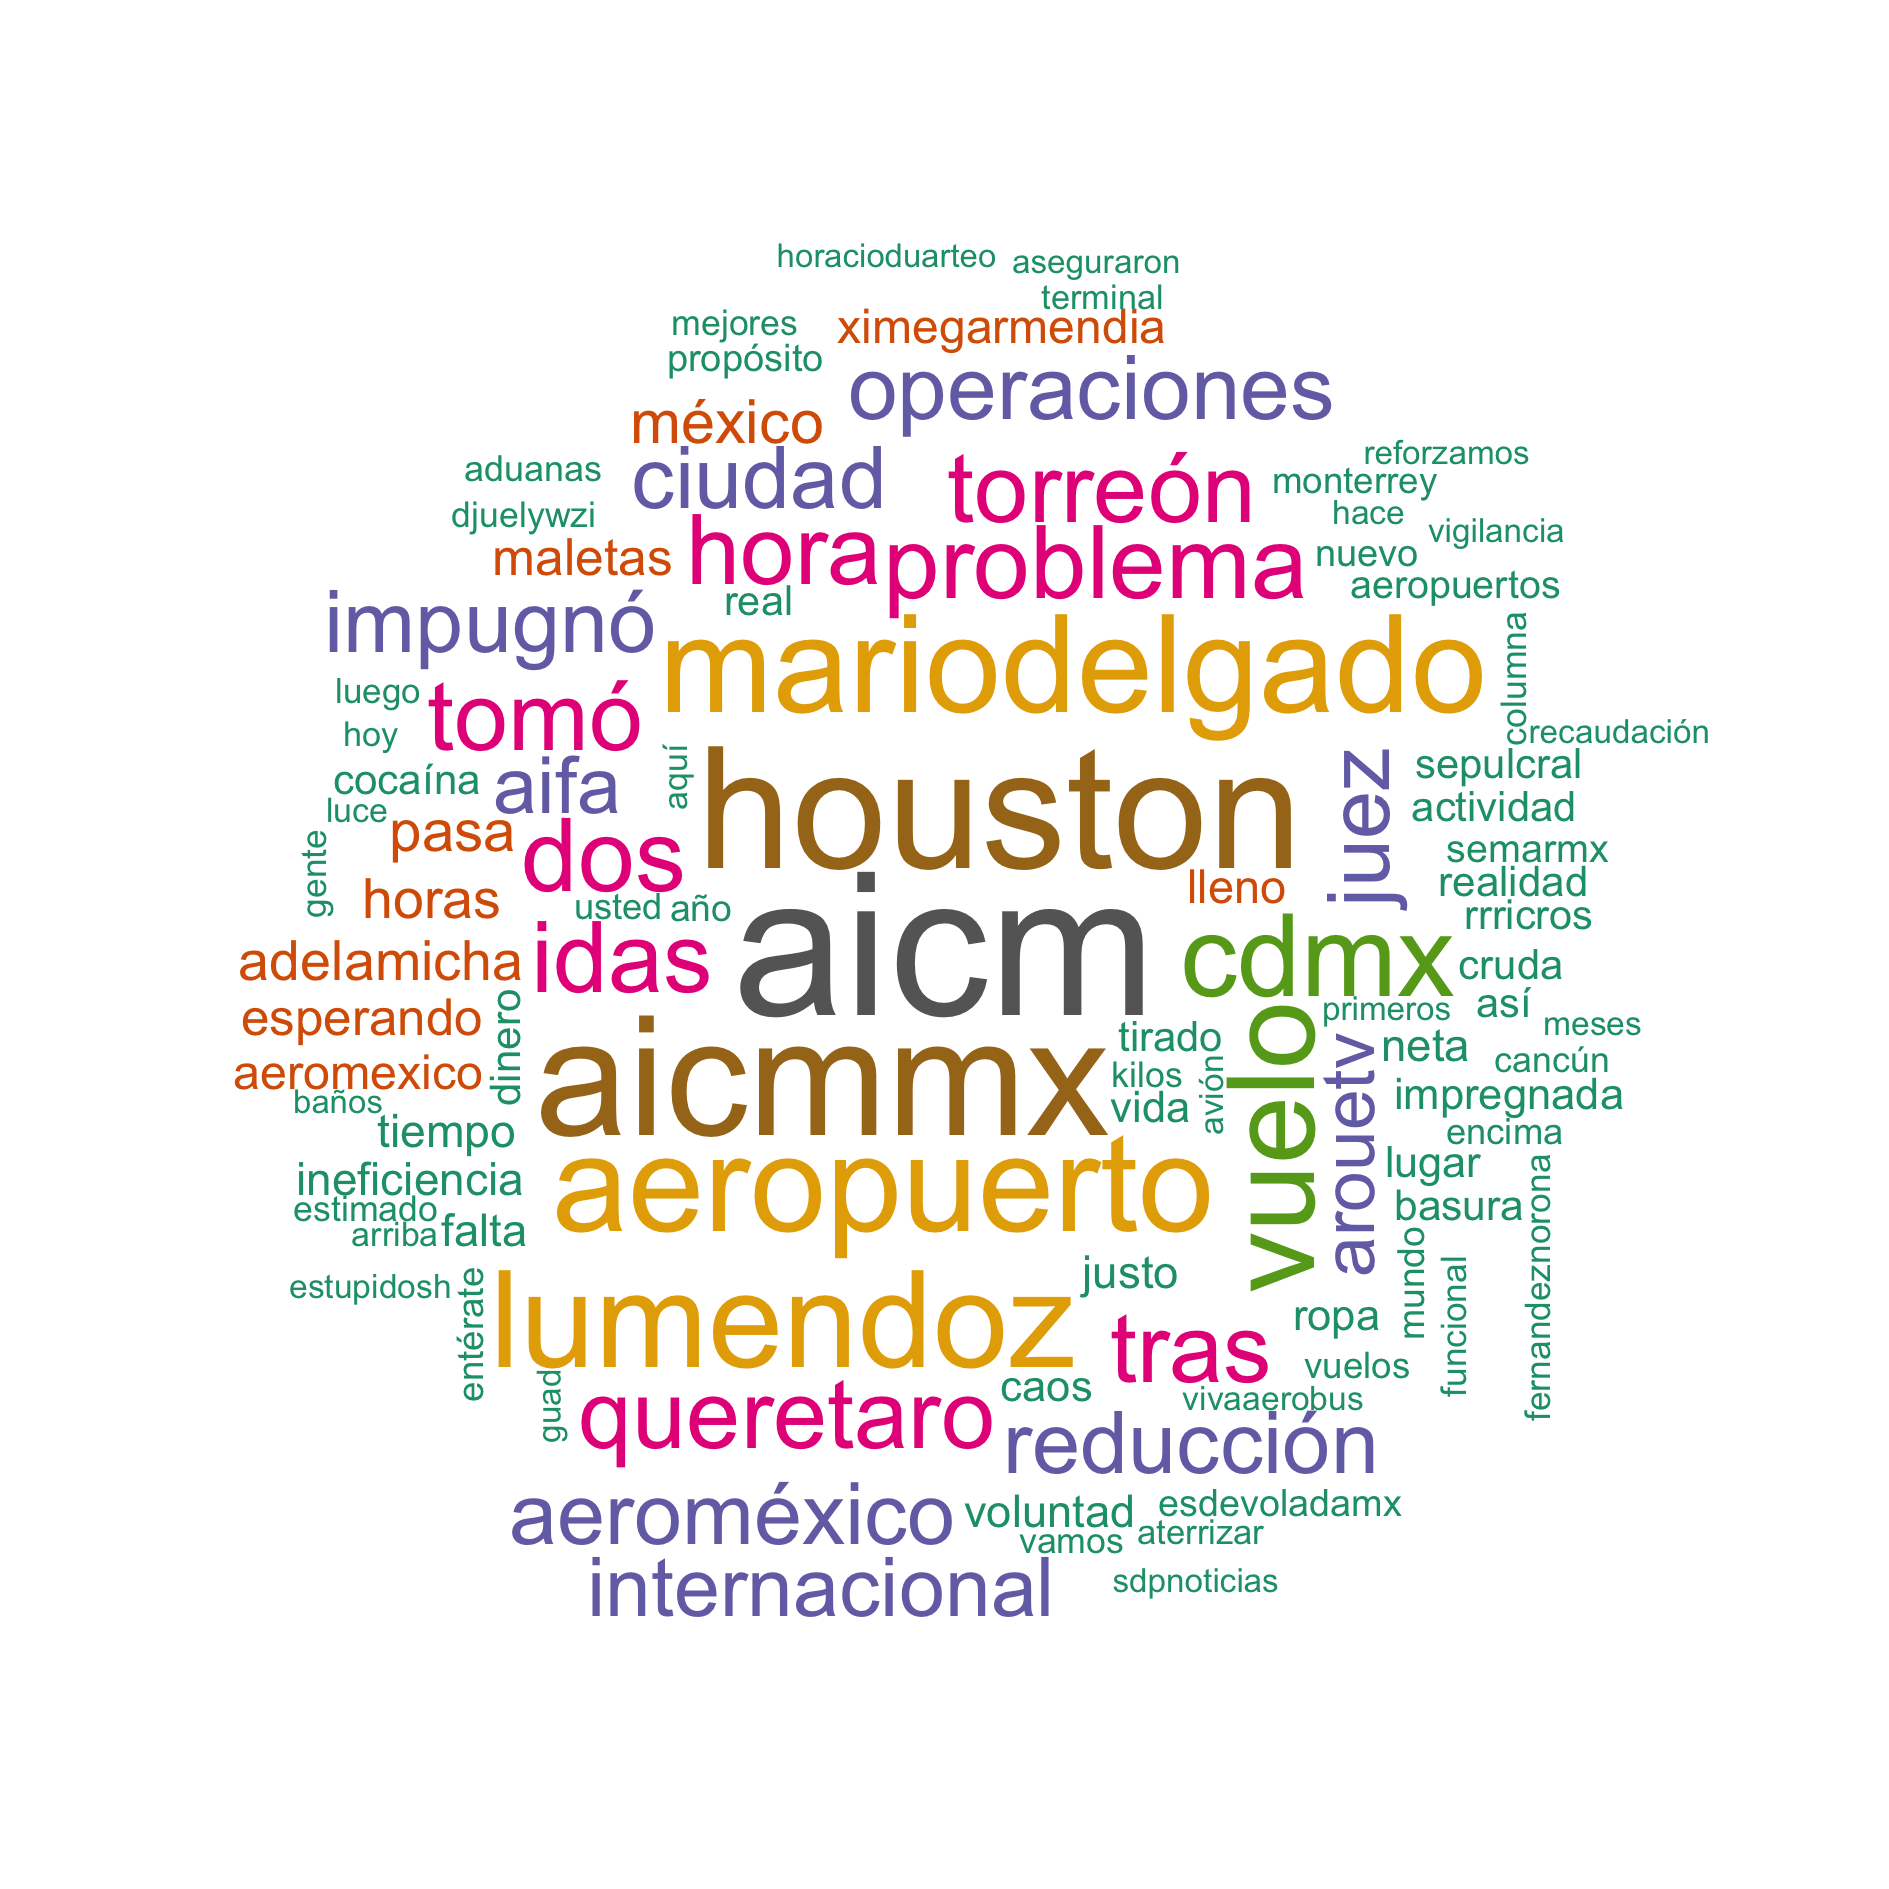 horacioduarteo
aseguraron
terminal
mejores
ximegarmendia
propósito
operaciones
méxico
ciudad
torreón
reforzamos
aduanas
monterrey
djuelywzi
hace
vigilancia
maletas
hora
problema
nuevo
real
aeropuertos
impugnó
mariodelgado
columna
luego
tomó
hoy
recaudación
cocaína
aifa
aquí
houston
juez
sepulcral
luce
actividad
pasa
dos
semarmx
gente
horas
usted
año
lleno
realidad
rrricros
adelamicha
idas
aicm
cdmx
cruda
esperando
dinero
primeros
así
meses
aeromexico
aicmmx
tirado
vuelo
arouetv
neta
cancún
baños
kilos
avión
impregnada
tiempo
vida
encima
ineficiencia
aeropuerto
lugar
estimado
basura
arriba
falta
fernandeznorona
estupidosh
entérate
lumendoz
justo
ropa
mundo
funcional
tras
vuelos
guad
queretaro
caos
vivaaerobus
reducción
aeroméxico
voluntad
esdevoladamx
vamos
aterrizar
internacional
sdpnoticias